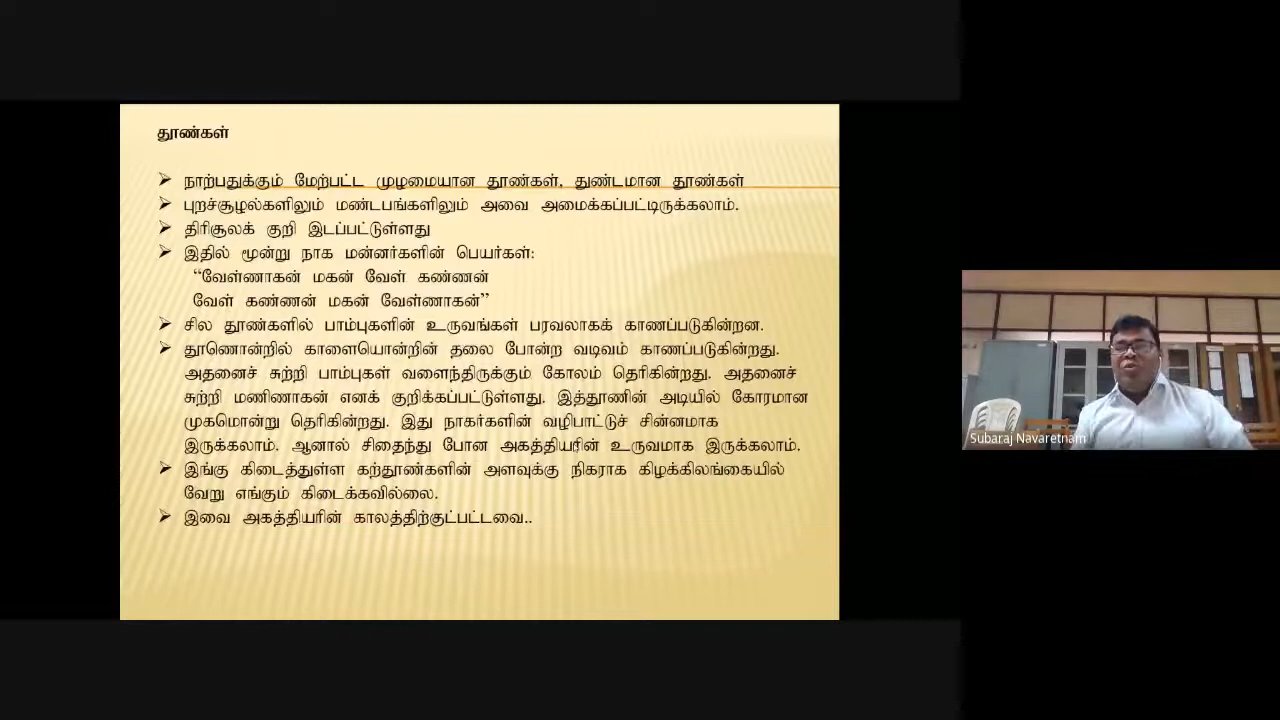 தூண்கள்
➢ நாற்பதுக்கும் மேற்பட்ட முழமையான தூண்கள், துண்டமான தூண்கள்
➢ புறச்சூழல்களிலும் மண்டபங்களிலும் அவை அமைக்கப்பட்டிருக்கலாம்.
➢ திரிசூலக் குறி இடப்பட்டுள்ளது
➢ இதில் மூன்று நாக மன்னர்களின் பெயர்கள்:
“வேள்ணாகன் மகன் வேள் கண்ணன்
வேள் கண்ணன் மகன் வேள்ணாகன்”
➢ சில தூண்களில் பாம்புகளின் உருவங்கள் பரவலாகக் காணப்படுகின்றன.
➢ தூணொன்றில் காளையொன்றின் தலை போன்ற வடிவம் காணப்படுகின்றது.
அதனைச் சுற்றி பாம்புகள் வளைந்திருக்கும் கோலம் தெரிகின்றது. அதனைச்
சுற்றி மணிணாகன் எனக் குறிக்கப்பட்டுள்ளது. இத்தூணின் அடியில் கோரமான
முகமொன்று தெரிகின்றது. இது நாகர்களின் வழிபாட்டுச் சின்னமாக
இருக்கலாம். ஆனால் சிதைந்து போன அகத்தியரின் உருவமாக இருக்கலாம்.
➢ இங்கு கிடைத்துள்ள கற்தூண்களின் அளவுக்கு நிகராக கிழக்கிலங்கையில்
வேறு எங்கும் கிடைக்கவில்லை.
➢ இவை அகத்தியரின் காலத்திற்குட்பட்டவை..
Subaraj Navaretnam